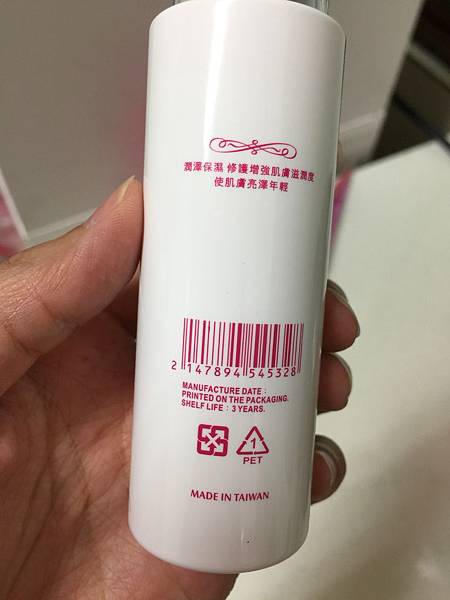 潤澤保濕 修護增強肌膚滋潤度
使肌膚亮澤年輕
2 147894 545328
MANUFACTURE DATE：
PRINTED ON THE PACKAGING.
SHELF LIFE：3 YEARS.
1
PET
MADE IN TAIWAN